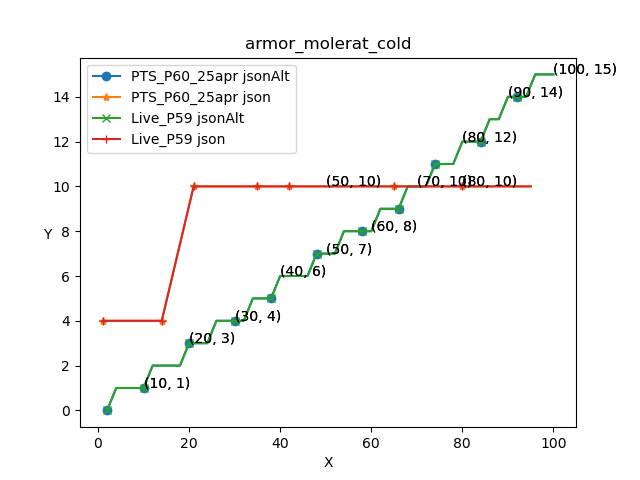 armor_molerat_cold
PTS_P60_25apr jsonAlt
PTS_P60_25apr json
Live_P59 jsonAlt
Live_P59 json
(100, 15)
(90, 14)
(80, 12)
(50, 10)
(70, 10)
(80, 10)
(60, 8)
(50, 7)
(40, 6)
(30, 4)
(20, 3)
(10, 1)
Y
14
12
10
8
6
4
2
0
0 20 40 60 80 100
X